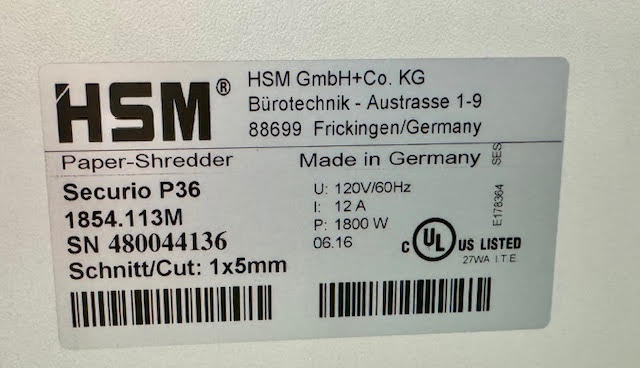 HSM®
HSM GmbH+Co. KG
Bürotechnik - Austrasse 1-9
88699 Frickingen/Germany
Paper-Shredder
Made in Germany
SES
Securio P36
1854.113M
SN 480044136
Schnitt/Cut: 1x5mm
U: 120V/60Hz
I: 12 A
P: 1800 W
06.16
E178364
C UL US LISTED
27WA I.T.E.